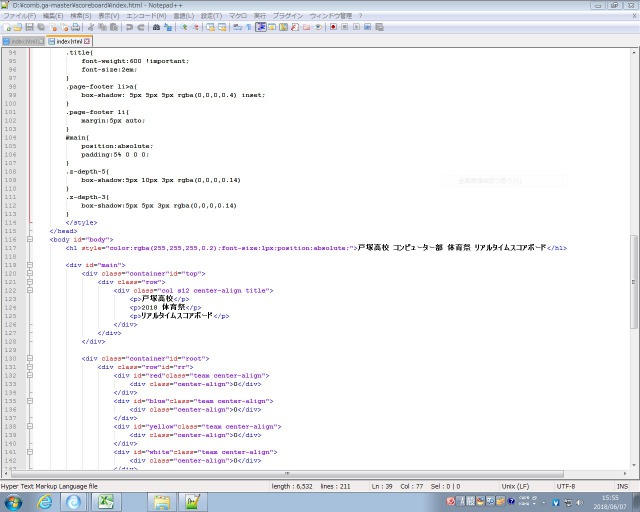 D:¥comb.ga-master¥scoreboard¥index.html - Notepad++
ファイル(F) 編集(E) 検索(S) 表示(V) エンコード(M) 言語(L) 設定(T) マクロ 実行 プラグイン ウィンドウ管理 ?
index.html index.html
94 .title{
95 font-weight:600 !important;
96 font-size:2em;
97 }
98 .page-footer li>a{
99 box-shadow: 5px 5px 5px rgba(0,0,0,0.4) inset;
100 }
101 .page-footer li{
102 margin:5px auto;
103 }
104 #main{
105 position:absolute;
106 padding:5% 0 0 0;
107 }
108 .z-depth-5{
109 box-shadow:5px 10px 3px rgba(0,0,0,0.14)
110 }
111 .z-depth-3{
112 box-shadow:5px 5px 3px rgba(0,0,0,0.14)
113 }
114 </style>
115 </head>
116 <body id="body">
117 <h1 style="color:rgba(255,255,255,0.2);font-size:1px;position:absolute;">戸塚高校 コンピューター部 体育祭 リアルタイムスコアボード</h1>
118
119 <div id="main">
120 <div class="container"id="top">
121 <div class="row">
122 <div class="col s12 center-align title">
123 <p>戸塚高校</p>
124 <p>2018 体育祭</p>
125 <p>リアルタイムスコアボード</p>
126 </div>
127 </div>
128 </div>
129
130 <div class="container"id="root">
131 <div class="row"id="rr">
132 <div id="red"class="team center-align">
133 <div class="center-align">0</div>
134 </div>
135 <div id="blue"class="team center-align">
136 <div class="center-align">0</div>
137 </div>
138 <div id="yellow"class="team center-align">
139 <div class="center-align">0</div>
140 </div>
141 <div id="white"class="team center-align">
142 <div class="center-align">0</div>
143 </div>
Hyper Text Markup Language file length : 6,532 lines : 211 Ln : 39 Col : 77 Sel : 0 | 0 Unix (LF) UTF-8 INS
15:55
2018/06/07